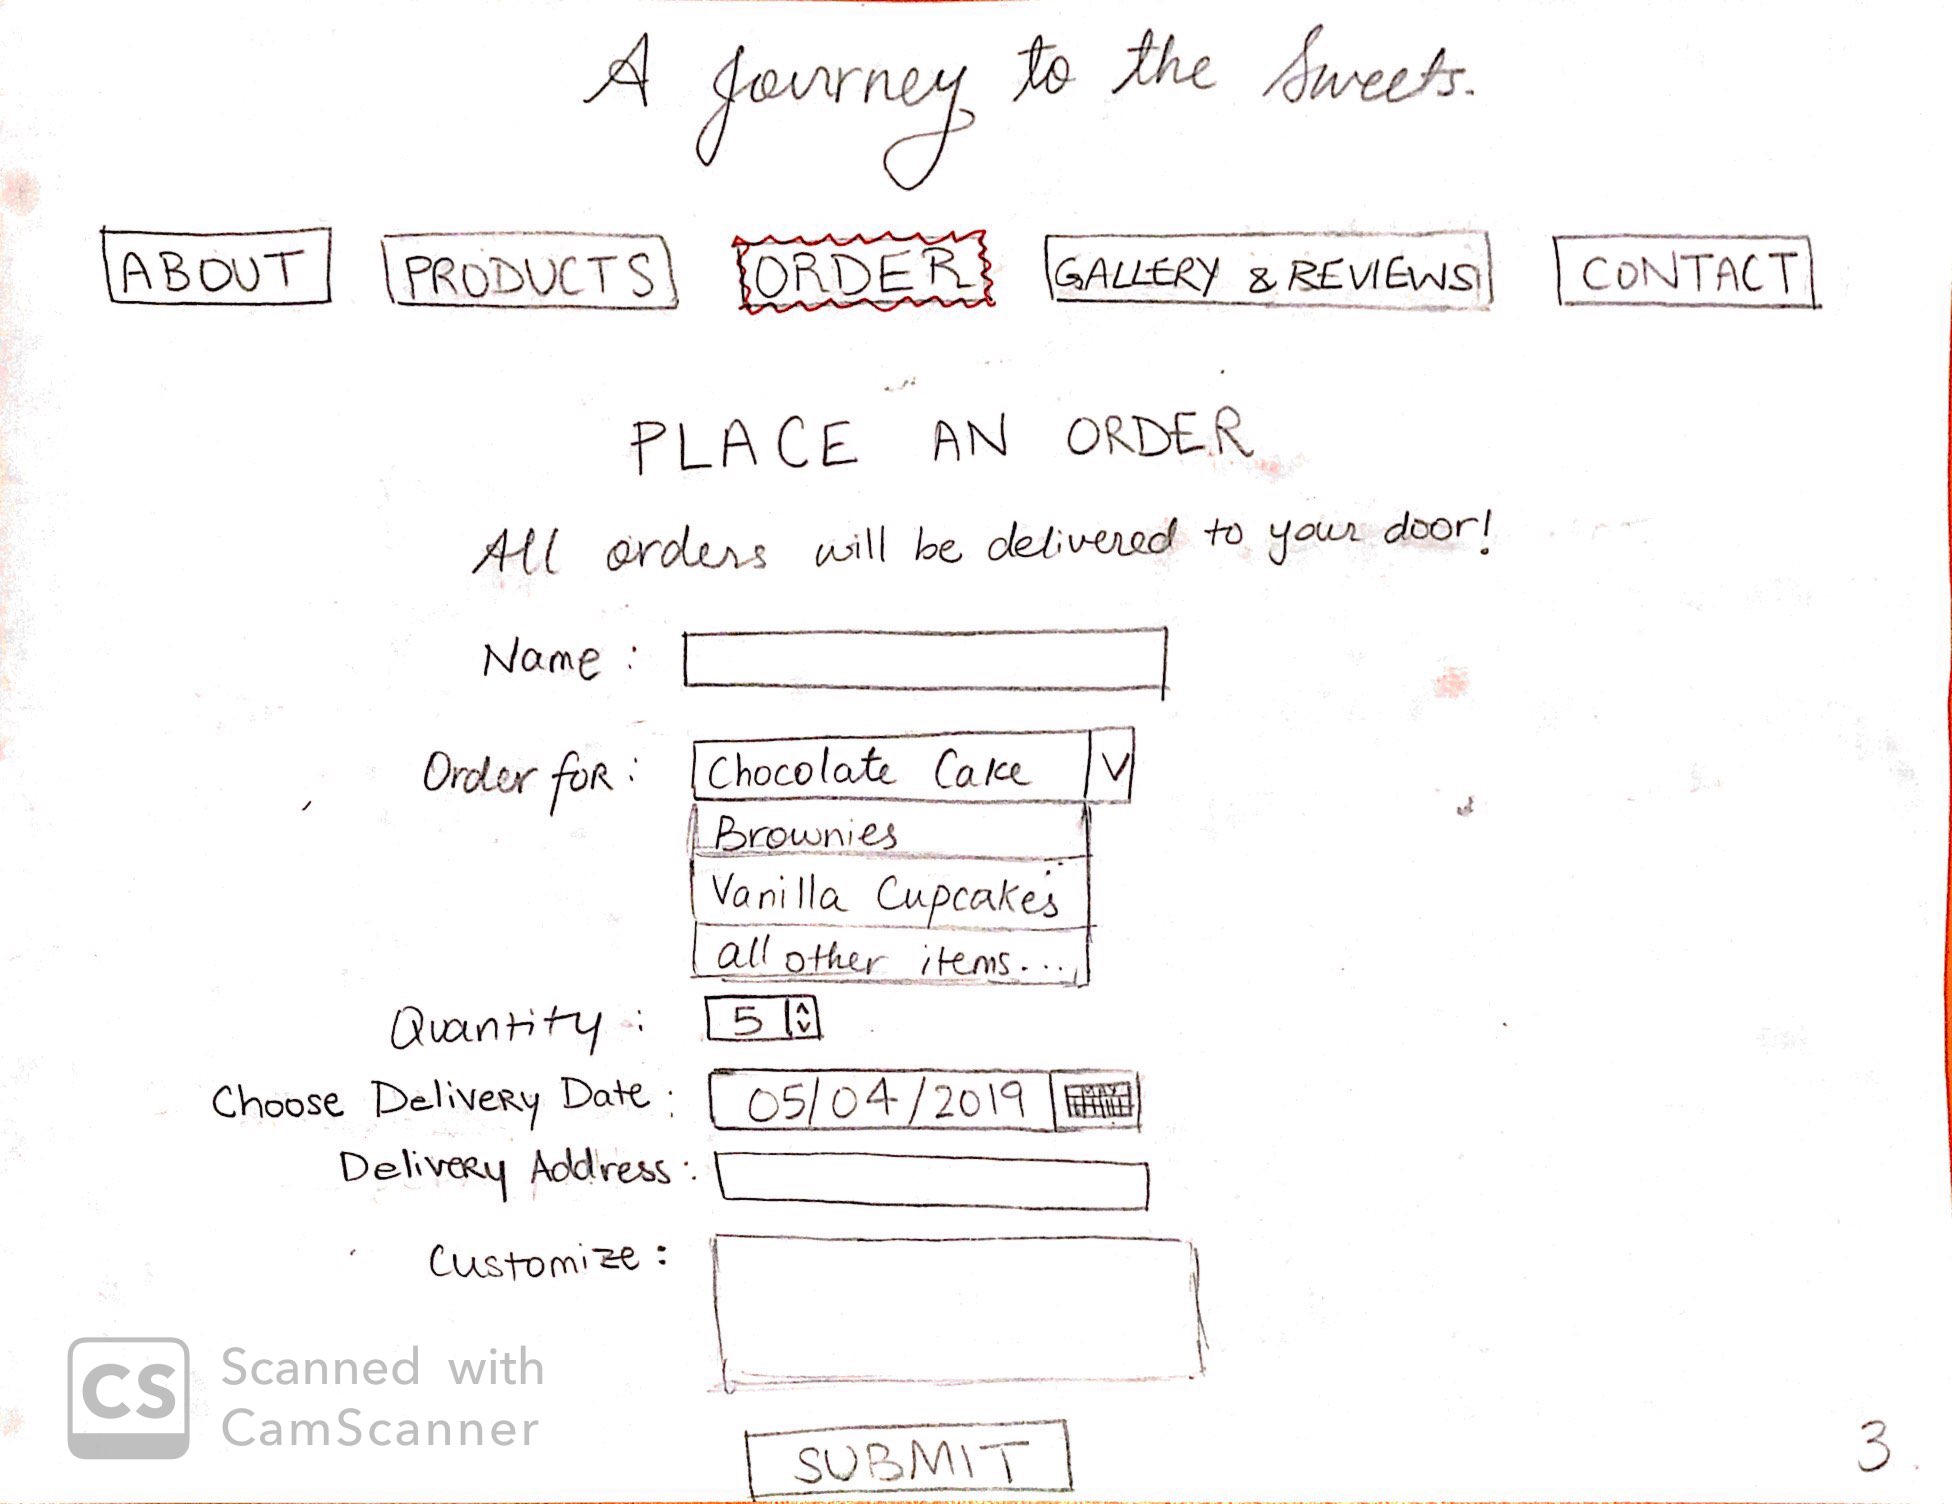 A Journey to the Sweets.
ABOUT PRODUCTS ORDER GALLERY & REVIEWS CONTACT
PLACE AN ORDER
All orders will be delivered to your door!
Name :
Order for : Chocolate Cake V
Brownies
Vanilla Cupcakes
all other items....
Quantity : 5
Choose Delivery Date : 05/04/2019
Delivery Address :
Customize :
SUBMIT
CS Scanned with
CamScanner
3